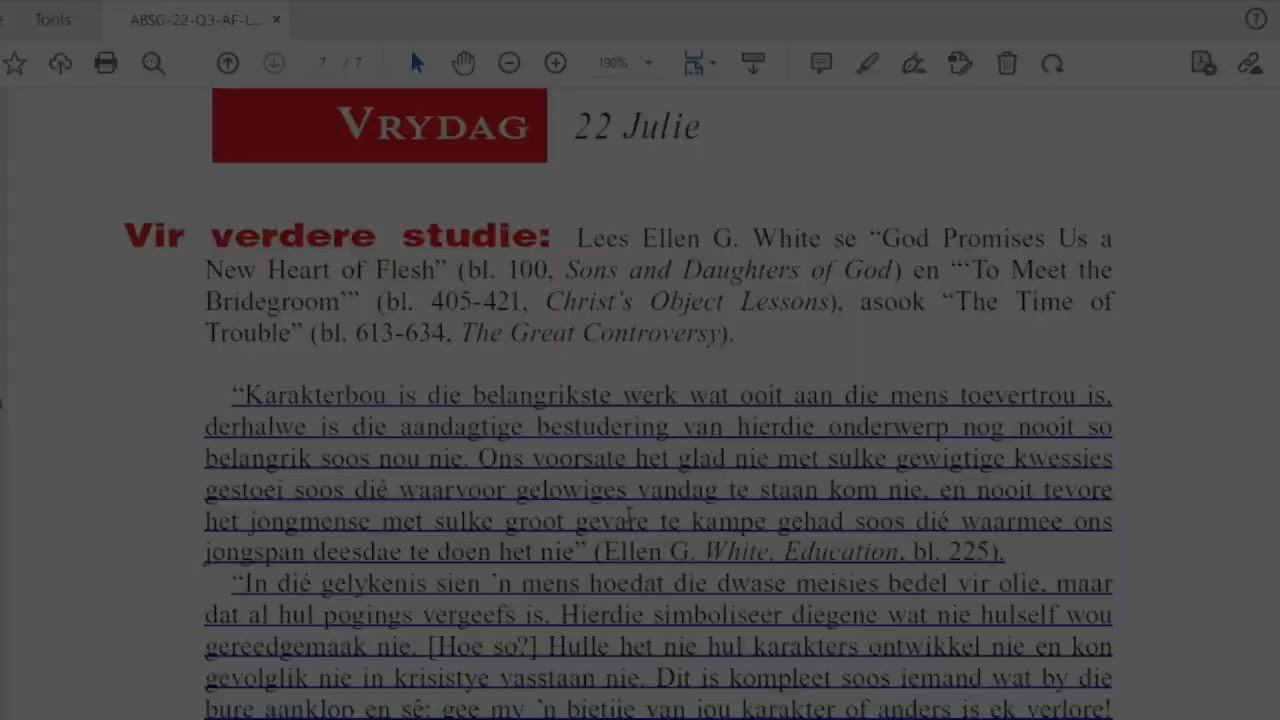 Tools
ABSG-22-Q3-AF-L...
7 / 7
190%
VRYDAG 22 Julie
Vir verdere studie: Lees Ellen G. White se “God Promises Us a
New Heart of Flesh” (bl. 100, Sons and Daughters of God) en “‘To Meet the
Bridegroom’” (bl. 405-421, Christ’s Object Lessons), asook “The Time of
Trouble” (bl. 613-634, The Great Controversy).
“Karakterbou is die belangrikste werk wat ooit aan die mens toevertrou is,
derhalwe is die aandagtige bestudering van hierdie onderwerp nog nooit so
belangrik soos nou nie. Ons voorsate het glad nie met sulke gewigtige kwessies
gestoei soos dié waarvoor gelowiges vandag te staan kom nie, en nooit tevore
het jongmense met sulke groot gevare te kampe gehad soos dié waarmee ons
jongspan deesdae te doen het nie” (Ellen G. White, Education, bl. 225).
“In dié gelykenis sien ’n mens hoedat die dwase meisies bedel vir olie, maar
dat al hul pogings vergeefs is. Hierdie simboliseer diegene wat nie hulself wou
gereedgemaak nie. [Hoe so?] Hulle het nie hul karakters ontwikkel nie en kon
gevolglik nie in krisistye vasstaan nie. Dit is kompleet soos iemand wat by die
bure aanklop en sê: gee my ’n bietjie van jou karakter of anders is ek verlore!